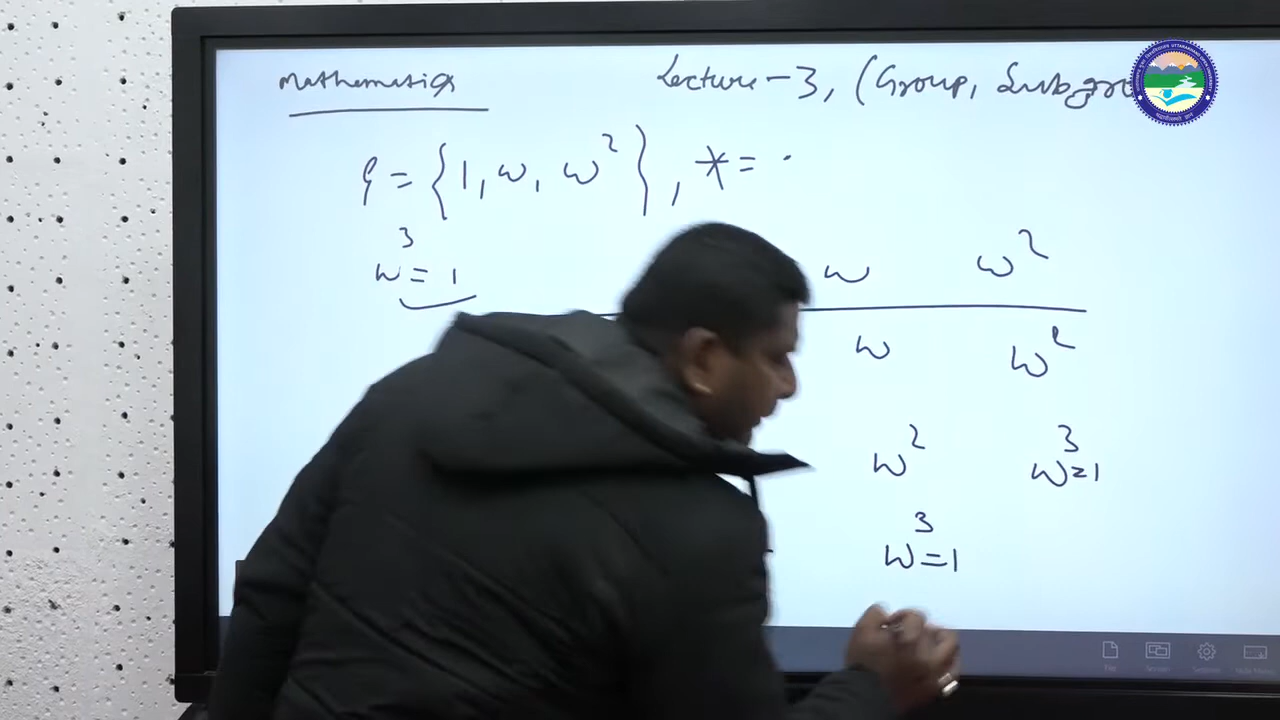 Mathematics
Lecture-3, (Group, Subgro
G = {1, ω, ω²}, * = ·
ω³ = 1
ω ω²
ω ω²
ω² ω³=1
ω³=1